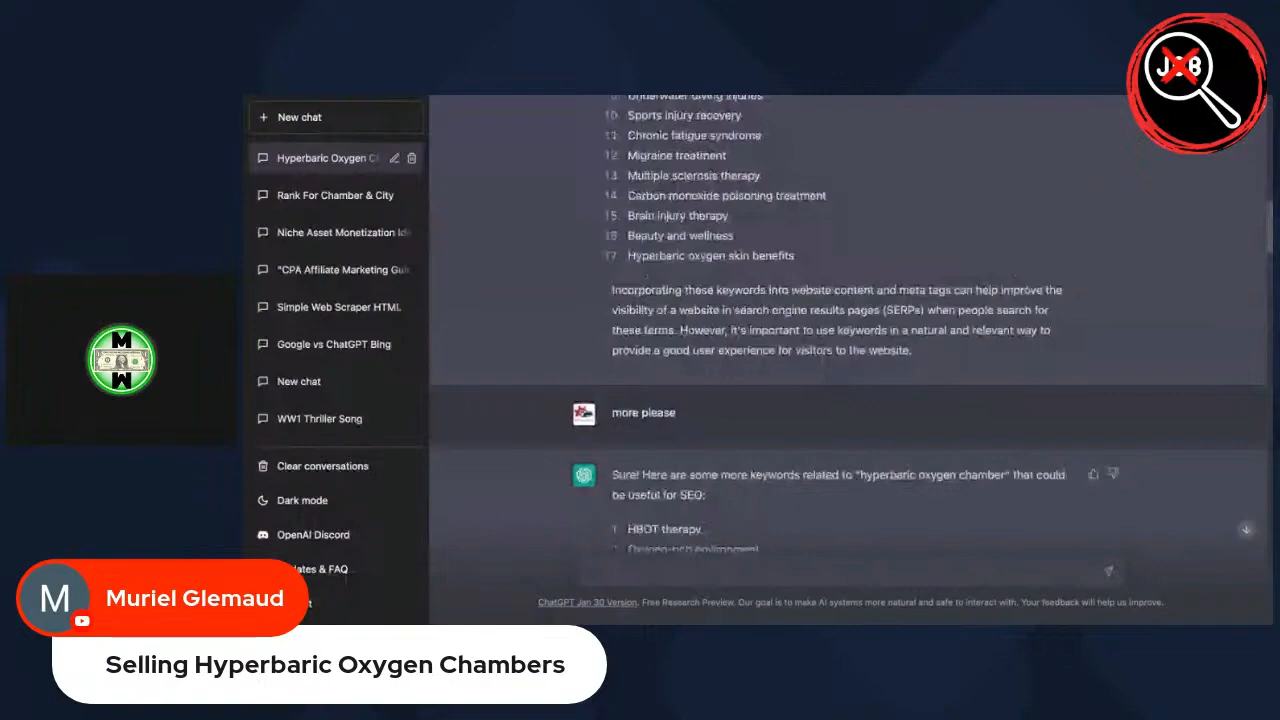 JOB
New chat
Hyperbaric Oxygen C
Rank For Chamber & City
Niche Asset Monetization Id
"CPA Affiliate Marketing Gui
Simple Web Scraper HTML
Google vs ChatGPT Bing
New chat
WW1 Thriller Song
Clear conversations
Dark mode
OpenAI Discord
ates & FAQ
Underwater diving injuries
10. Sports injury recovery
11. Chronic fatigue syndrome
12. Migraine treatment
13. Multiple sclerosis therapy
14. Carbon monoxide poisoning treatment
15. Brain injury therapy
16 Beauty and wellness
17 Hyperbaric oxygen skin benefits
Incorporating these keywords into website content and meta tags can help improve the
visibility of a website in search engine results pages (SERPs) when people search for
these terms. However, it's important to use keywords in a natural and relevant way to
provide a good user experience for visitors to the website.
more please
Sure! Here are some more keywords related to "hyperbaric oxygen chamber" that could
be useful for SEO:
1 HBOT therapy
Oxygen-rich environment
ChatGPT Jan 30 Version. Free Research Preview. Our goal is to make AI systems more natural and safe to interact with. Your feedback will help us improve.
M
M
M
Muriel Glemaud
Selling Hyperbaric Oxygen Chambers